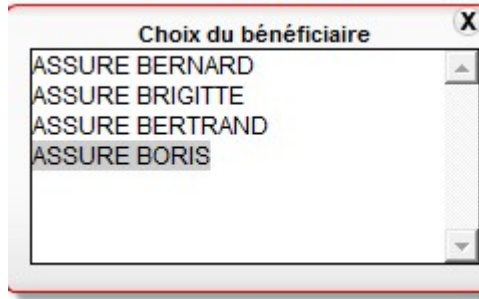 Choix du bénéficiaire X
ASSURE BERNARD
ASSURE BRIGITTE
ASSURE BERTRAND
ASSURE BORIS